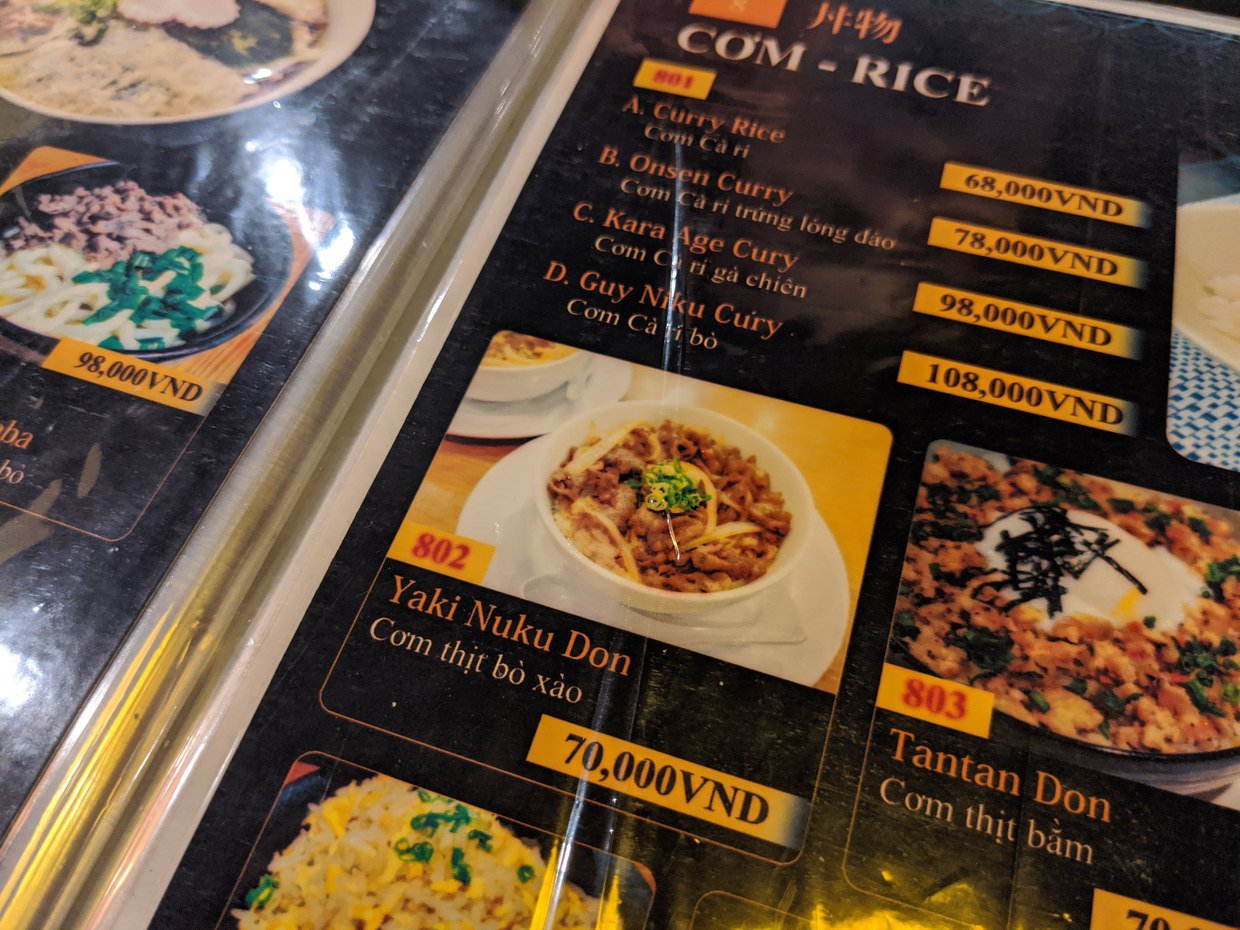 98,000VND
oba
bò
8
丼物
CƠM - RICE
801
A. Curry Rice
Cơm Cà ri
68,000VND
B. Onsen Curry
Cơm Cà ri trứng lòng đào
78,000VND
C. Kara Age Cury
Cơm Cà ri gà chiên
98,000VND
D. Guy Niku Cury
Cơm Cà ri bò
108,000VND
802
Yaki Nuku Don
Cơm thịt bò xào
70,000VND
803
Tantan Don
Cơm thịt bằm